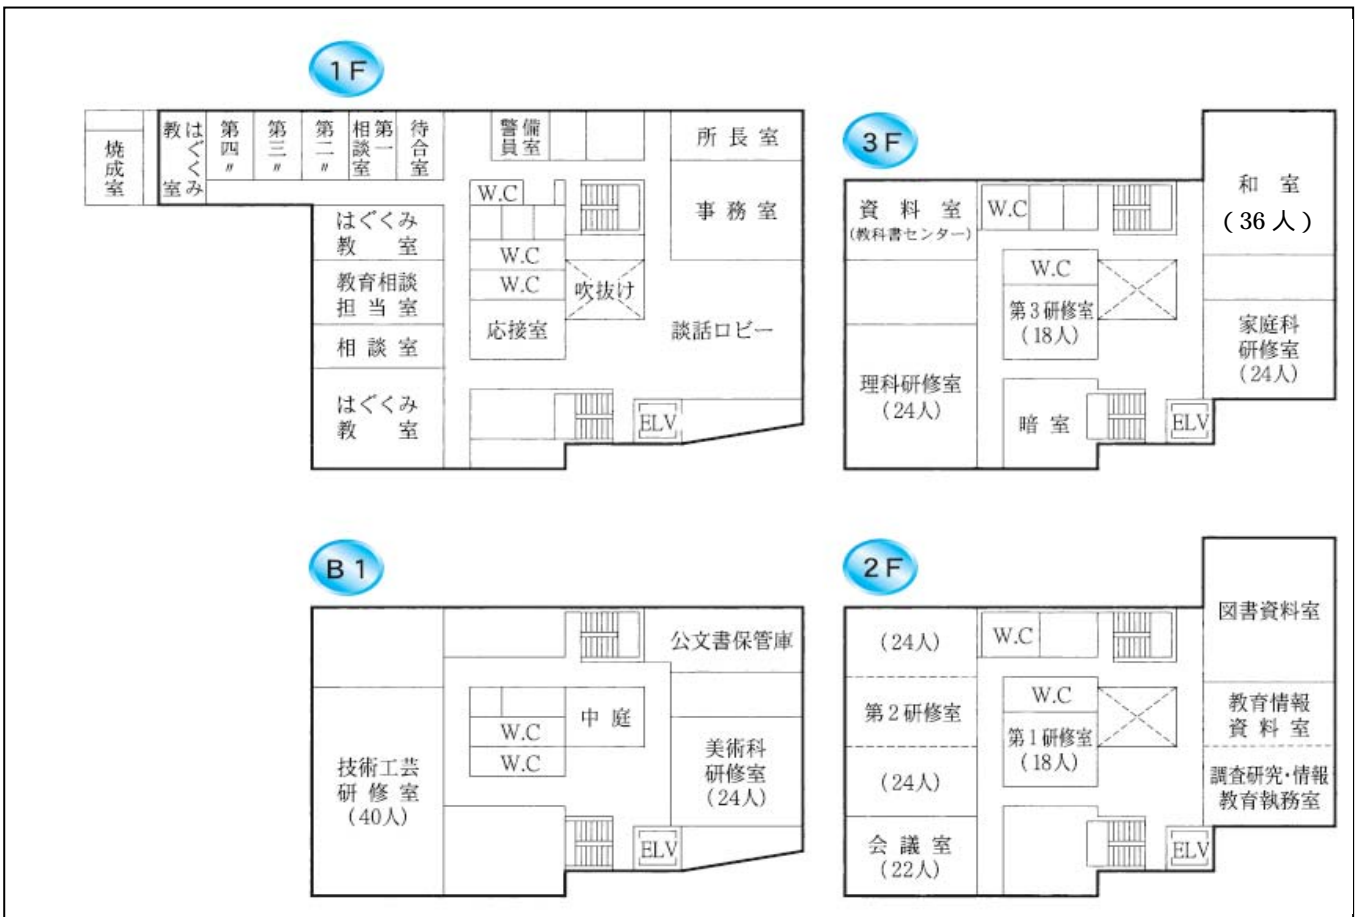 1F
焼成室
はぐくみ
教室
第四〃
第三〃
第二〃
第一
相談室
待合室
警備
員室
所長室
事務室
W.C
はぐくみ
教室
W.C
教育相談
担当室
W.C
吹抜け
応接室
談話ロビー
相談室
はぐくみ
教室
ELV
3F
和室
(36人)
資料室
(教科書センター)
W.C
W.C
第3研修室
(18人)
家庭科
研修室
(24人)
理科研修室
(24人)
暗室
ELV
B1
公文書保管庫
中庭
W.C
W.C
美術科
研修室
(24人)
技術工芸
研修室
(40人)
ELV
2F
図書資料室
(24人)
W.C
W.C
教育情報
資料室
第2研修室
第1研修室
(18人)
調査研究・情報
教育執務室
(24人)
会議室
(22人)
ELV